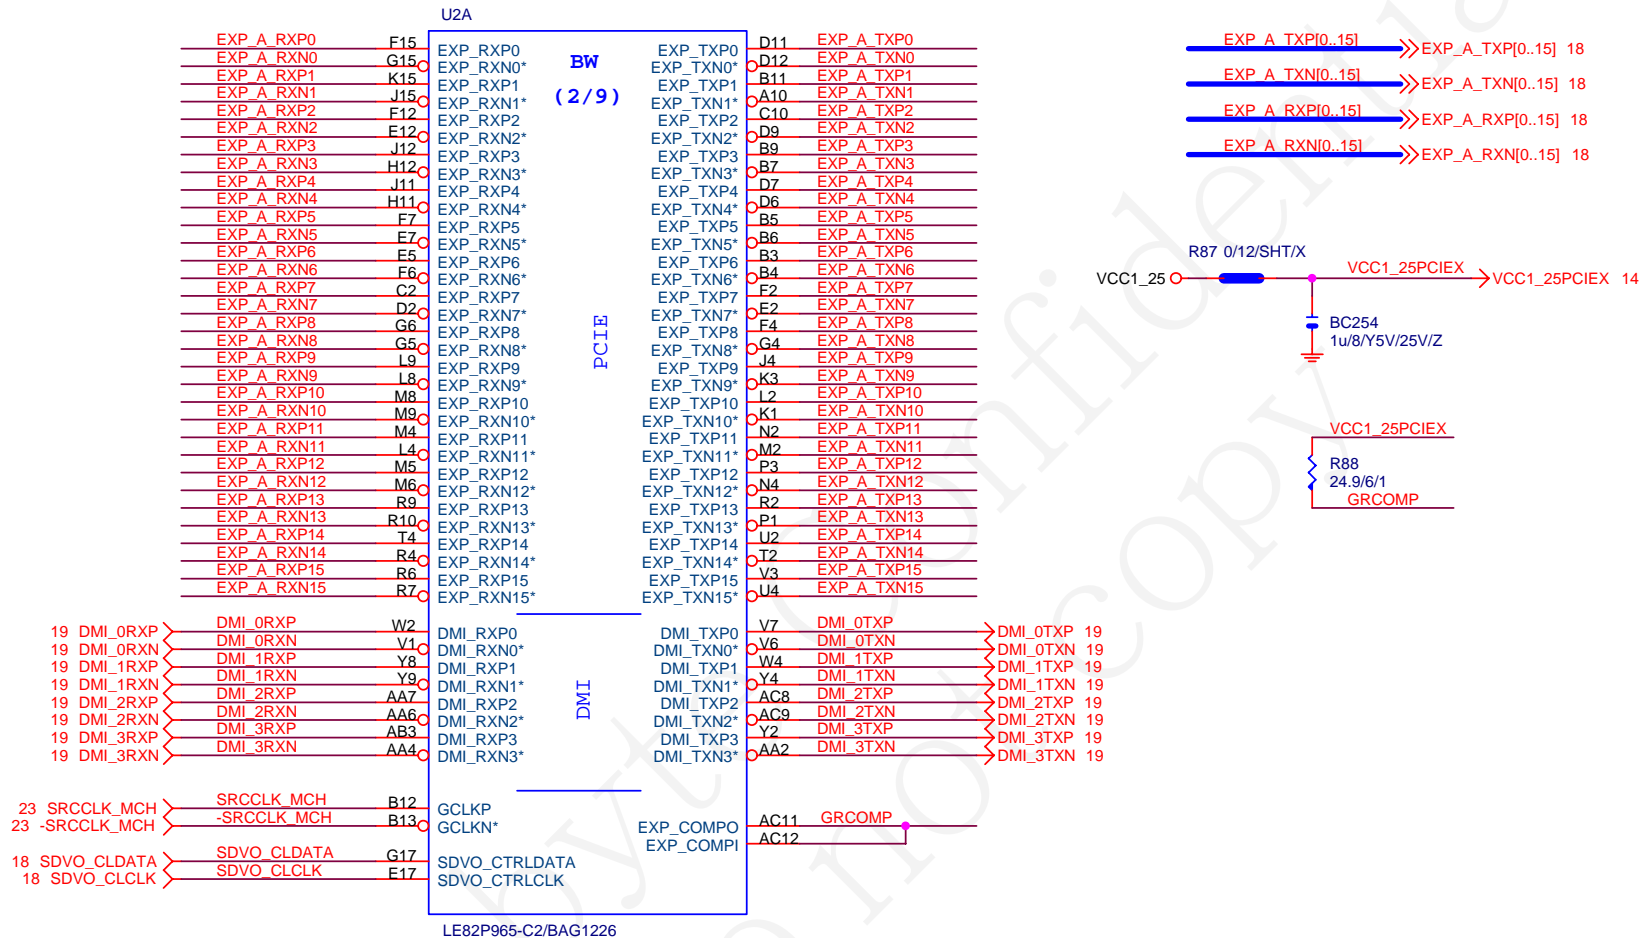 U2A
BW
(2/9)
PCIE
DMI
EXP_A_RXP0 F15 EXP_RXP0 EXP_TXP0 D11 EXP_A_TXP0
EXP_A_RXN0 G15 EXP_RXN0* EXP_TXN0* D12 EXP_A_TXN0
EXP_A_RXP1 K15 EXP_RXP1 EXP_TXP1 B11 EXP_A_TXP1
EXP_A_RXN1 J15 EXP_RXN1* EXP_TXN1* A10 EXP_A_TXN1
EXP_A_RXP2 F12 EXP_RXP2 EXP_TXP2 C10 EXP_A_TXP2
EXP_A_RXN2 E12 EXP_RXN2* EXP_TXN2* D9 EXP_A_TXN2
EXP_A_RXP3 J12 EXP_RXP3 EXP_TXP3 B9 EXP_A_TXP3
EXP_A_RXN3 H12 EXP_RXN3* EXP_TXN3* B7 EXP_A_TXN3
EXP_A_RXP4 J11 EXP_RXP4 EXP_TXP4 D7 EXP_A_TXP4
EXP_A_RXN4 H11 EXP_RXN4* EXP_TXN4* D6 EXP_A_TXN4
EXP_A_RXP5 F7 EXP_RXP5 EXP_TXP5 B5 EXP_A_TXP5
EXP_A_RXN5 E7 EXP_RXN5* EXP_TXN5* B6 EXP_A_TXN5
EXP_A_RXP6 E5 EXP_RXP6 EXP_TXP6 B3 EXP_A_TXP6
EXP_A_RXN6 F6 EXP_RXN6* EXP_TXN6* B4 EXP_A_TXN6
EXP_A_RXP7 C2 EXP_RXP7 EXP_TXP7 F2 EXP_A_TXP7
EXP_A_RXN7 D2 EXP_RXN7* EXP_TXN7* E2 EXP_A_TXN7
EXP_A_RXP8 G6 EXP_RXP8 EXP_TXP8 F4 EXP_A_TXP8
EXP_A_RXN8 G5 EXP_RXN8* EXP_TXN8* G4 EXP_A_TXN8
EXP_A_RXP9 L9 EXP_RXP9 EXP_TXP9 J4 EXP_A_TXP9
EXP_A_RXN9 L8 EXP_RXN9* EXP_TXN9* K3 EXP_A_TXN9
EXP_A_RXP10 M8 EXP_RXP10 EXP_TXP10 L2 EXP_A_TXP10
EXP_A_RXN10 M9 EXP_RXN10* EXP_TXN10* K1 EXP_A_TXN10
EXP_A_RXP11 M4 EXP_RXP11 EXP_TXP11 N2 EXP_A_TXP11
EXP_A_RXN11 L4 EXP_RXN11* EXP_TXN11* M2 EXP_A_TXN11
EXP_A_RXP12 M5 EXP_RXP12 EXP_TXP12 P3 EXP_A_TXP12
EXP_A_RXN12 M6 EXP_RXN12* EXP_TXN12* N4 EXP_A_TXN12
EXP_A_RXP13 R9 EXP_RXP13 EXP_TXP13 R2 EXP_A_TXP13
EXP_A_RXN13 R10 EXP_RXN13* EXP_TXN13* P1 EXP_A_TXN13
EXP_A_RXP14 T4 EXP_RXP14 EXP_TXP14 U2 EXP_A_TXP14
EXP_A_RXN14 R4 EXP_RXN14* EXP_TXN14* T2 EXP_A_TXN14
EXP_A_RXP15 R6 EXP_RXP15 EXP_TXP15 V3 EXP_A_TXP15
EXP_A_RXN15 R7 EXP_RXN15* EXP_TXN15* U4 EXP_A_TXN15
19 DMI_0RXP DMI_0RXP W2 DMI_RXP0 DMI_TXP0 V7 DMI_0TXP DMI_0TXP 19
19 DMI_0RXN DMI_0RXN V1 DMI_RXN0* DMI_TXN0* V6 DMI_0TXN DMI_0TXN 19
19 DMI_1RXP DMI_1RXP Y8 DMI_RXP1 DMI_TXP1 W4 DMI_1TXP DMI_1TXP 19
19 DMI_1RXN DMI_1RXN Y9 DMI_RXN1* DMI_TXN1* Y4 DMI_1TXN DMI_1TXN 19
19 DMI_2RXP DMI_2RXP AA7 DMI_RXP2 DMI_TXP2 AC8 DMI_2TXP DMI_2TXP 19
19 DMI_2RXN DMI_2RXN AA6 DMI_RXN2* DMI_TXN2* AC9 DMI_2TXN DMI_2TXN 19
19 DMI_3RXP DMI_3RXP AB3 DMI_RXP3 DMI_TXP3 Y2 DMI_3TXP DMI_3TXP 19
19 DMI_3RXN DMI_3RXN AA4 DMI_RXN3* DMI_TXN3* AA2 DMI_3TXN DMI_3TXN 19
23 SRCCLK_MCH SRCCLK_MCH B12 GCLKP
23 -SRCCLK_MCH -SRCCLK_MCH B13 GCLKN* EXP_COMPO AC11 GRCOMP
EXP_COMPI AC12
18 SDVO_CLDATA SDVO_CLDATA G17 SDVO_CTRLDATA
18 SDVO_CLCLK SDVO_CLCLK E17 SDVO_CTRLCLK
LE82P965-C2/BAG1226
EXP_A_TXP[0..15] EXP_A_TXP[0..15] 18
EXP_A_TXN[0..15] EXP_A_TXN[0..15] 18
EXP_A_RXP[0..15] EXP_A_RXP[0..15] 18
EXP_A_RXN[0..15] EXP_A_RXN[0..15] 18
R87 0/12/SHT/X
VCC1_25 VCC1_25PCIEX VCC1_25PCIEX 14
BC254
1u/8/Y5V/25V/Z
VCC1_25PCIEX
R88
24.9/6/1
GRCOMP
Confidential
not copy